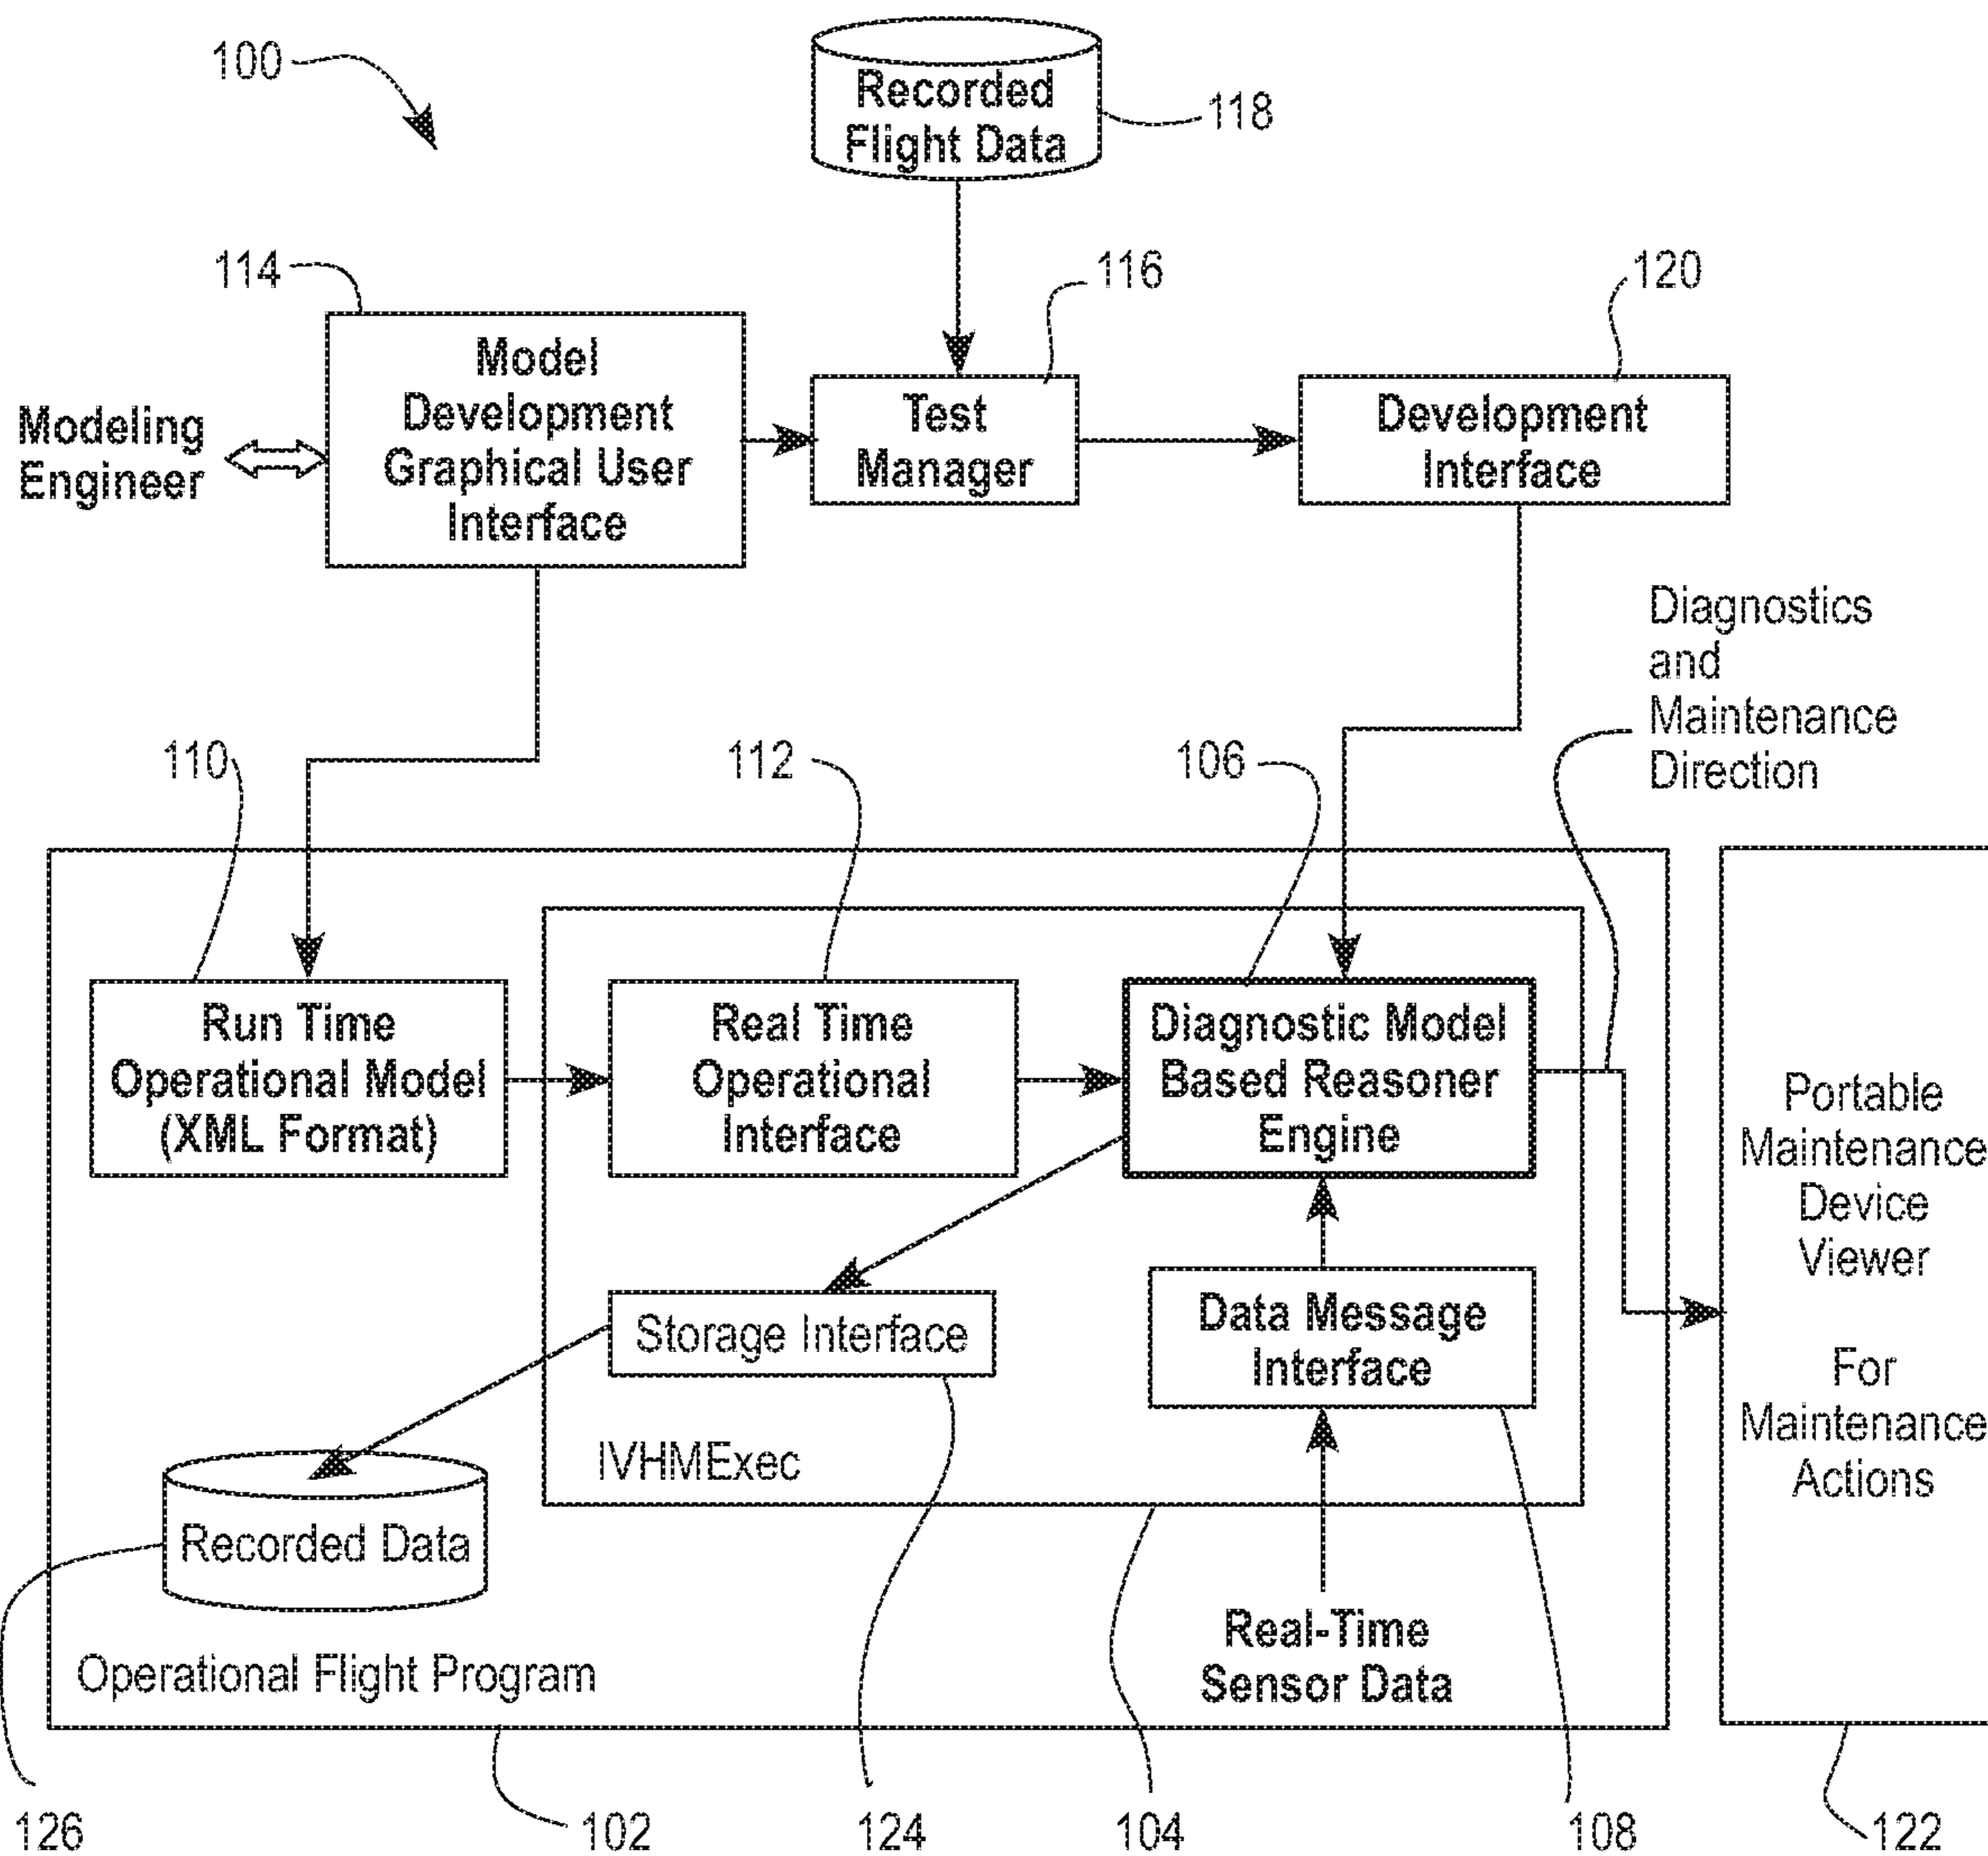 100
Recorded
Flight Data
118
114
116
120
Model
Development
Graphical User
Interface
Modeling
Engineer
Test
Manager
Development
Interface
Diagnostics
and
Maintenance
Direction
110
112
106
Run Time
Operational Model
(XML Format)
Real Time
Operational
Interface
Diagnostic Model
Based Reasoner
Engine
Portable
Maintenance
Device
Viewer
For
Maintenance
Actions
Storage Interface
Data Message
Interface
IVHMExec
Recorded Data
Real-Time
Sensor Data
Operational Flight Program
126
102
124
104
108
122